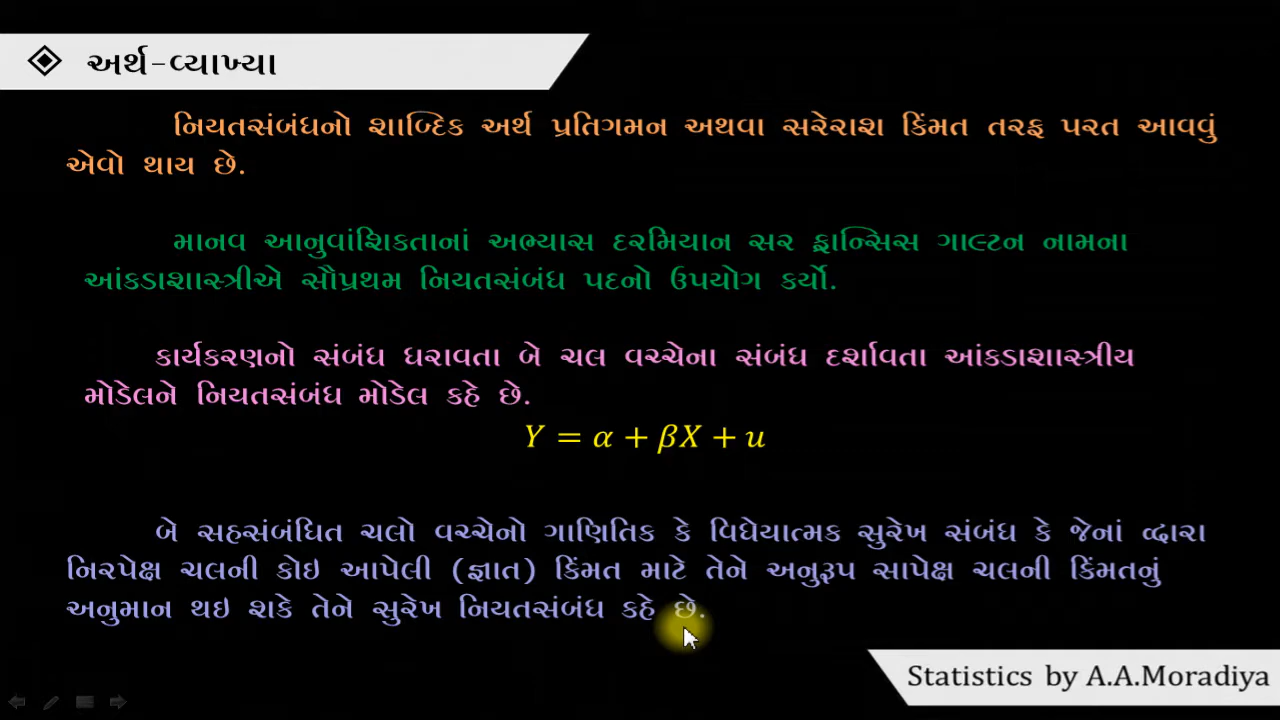 અર્થ-વ્યાખ્યા
નિયતસંબંધનો શાબ્દિક અર્થ પ્રતિગમન અથવા સરેરાશ કિંમત તરફ પરત આવવું
એવો થાય છે.
માનવ આનુવાંશિકતાનાં અભ્યાસ દરમિયાન સર ફ્રાન્સિસ ગાલ્ટન નામના
આંકડાશાસ્ત્રીએ સૌપ્રથમ નિયતસંબંધ પદનો ઉપયોગ કર્યો.
કાર્યકરણનો સંબંધ ધરાવતા બે ચલ વચ્ચેના સંબંધ દર્શાવતા આંકડાશાસ્ત્રીય
મોડેલને નિયતસંબંધ મોડેલ કહે છે.
Y = α + βX + u
બે સહસંબંધિત ચલો વચ્ચેનો ગાણિતિક કે વિધેયાત્મક સુરેખ સંબંધ કે જેનાં વ્દારા
નિરપેક્ષ ચલની કોઇ આપેલી (જ્ઞાત) કિંમત માટે તેને અનુરૂપ સાપેક્ષ ચલની કિંમતનું
અનુમાન થઇ શકે તેને સુરેખ નિયતસંબંધ કહે છે.
Statistics by A.A.Moradiya